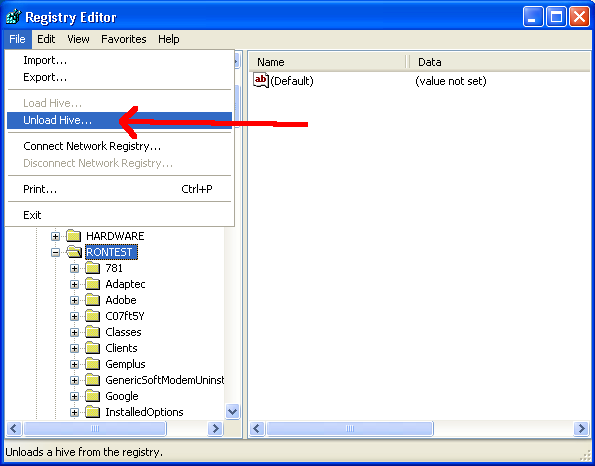 Registry Editor
File Edit View Favorites Help
Import...
Export...
Load Hive...
Unload Hive...
Connect Network Registry...
Disconnect Network Registry...
Print... Ctrl+P
Exit
HARDWARE
RONTEST
781
Adaptec
Adobe
C07ft5Y
Classes
Clients
Gemplus
GenericSoftModemUninst
Google
InstalledOptions
Name Data
ab (Default) (value not set)
Unloads a hive from the registry.